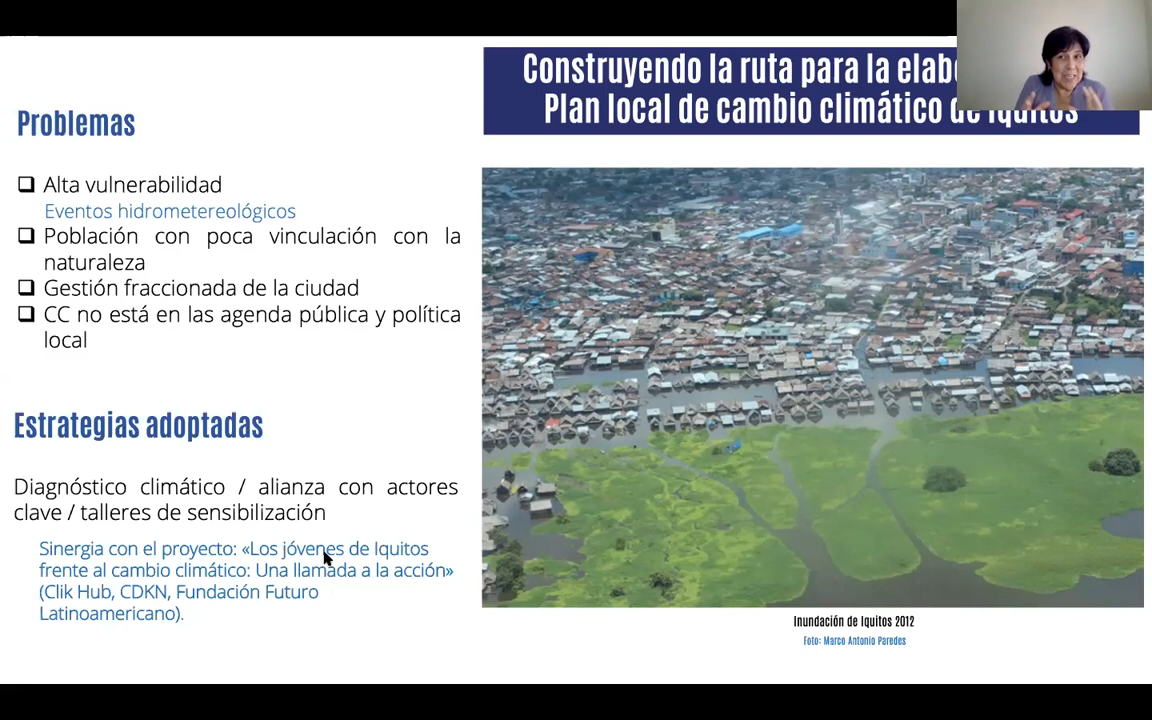 Construyendo la ruta para la
Plan local de cambio climático de Iquitos
Problemas
Alta vulnerabilidad
Eventos hidrometereológicos
Población con poca vinculación con la
naturaleza
Gestión fraccionada de la ciudad
CC no está en las agenda pública y política
local
Estrategias adoptadas
Diagnóstico climático / alianza con actores
clave / talleres de sensibilización
Sinergia con el proyecto: «Los jóvenes de Iquitos
frente al cambio climático: Una llamada a la acción»
(Clik Hub, CDKN, Fundación Futuro
Latinoamericano).
Inundación de Iquitos 2012
Foto: Marco Antonio Paredes